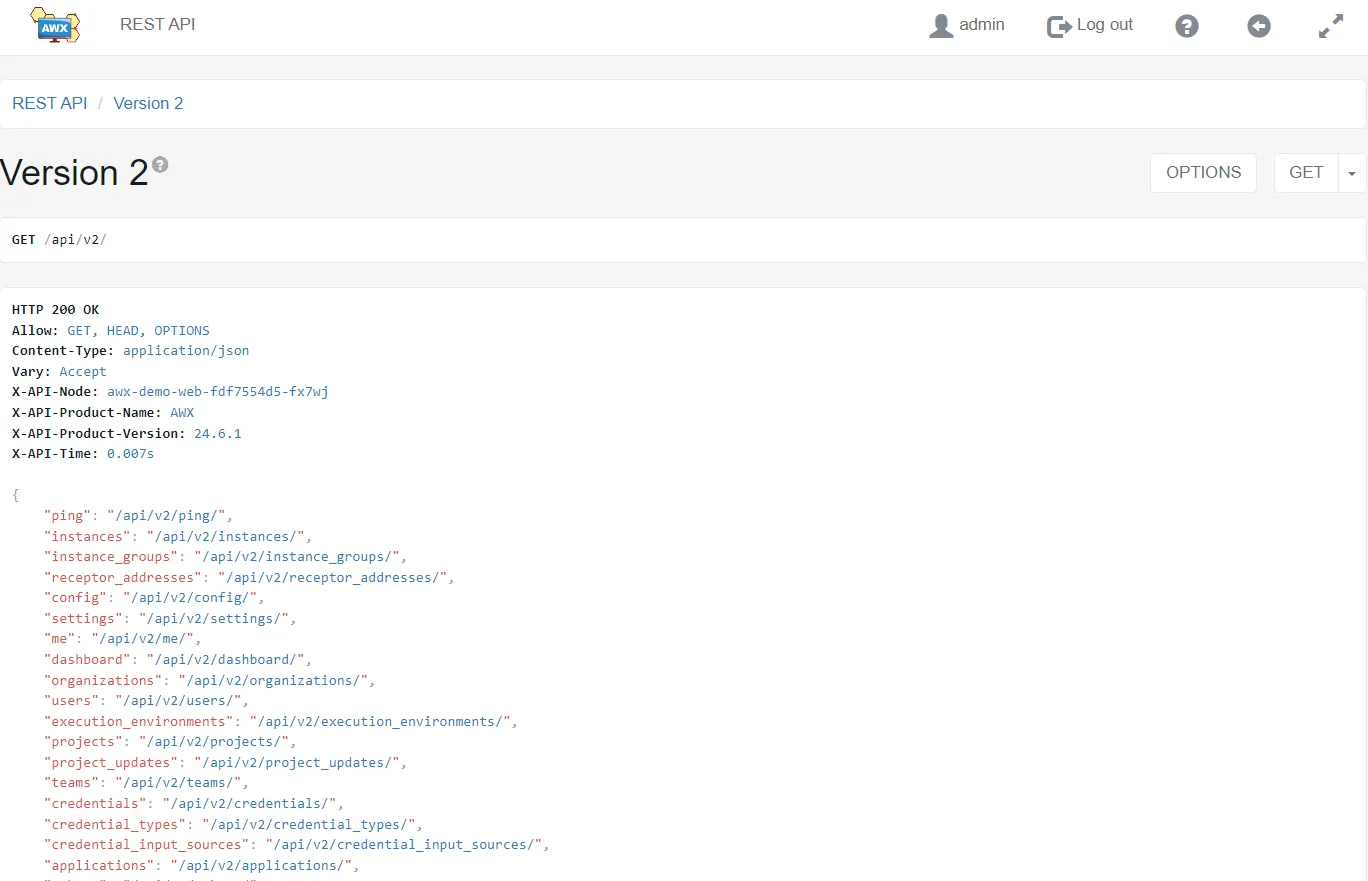 AWX
REST API
admin
Log out
REST API / Version 2
Version 2
OPTIONS
GET
GET /api/v2/
HTTP 200 OK
Allow: GET, HEAD, OPTIONS
Content-Type: application/json
Vary: Accept
X-API-Node: awx-demo-web-fdf7554d5-fx7wj
X-API-Product-Name: AWX
X-API-Product-Version: 24.6.1
X-API-Time: 0.007s
{
"ping": "/api/v2/ping/",
"instances": "/api/v2/instances/",
"instance_groups": "/api/v2/instance_groups/",
"receptor_addresses": "/api/v2/receptor_addresses/",
"config": "/api/v2/config/",
"settings": "/api/v2/settings/",
"me": "/api/v2/me/",
"dashboard": "/api/v2/dashboard/",
"organizations": "/api/v2/organizations/",
"users": "/api/v2/users/",
"execution_environments": "/api/v2/execution_environments/",
"projects": "/api/v2/projects/",
"project_updates": "/api/v2/project_updates/",
"teams": "/api/v2/teams/",
"credentials": "/api/v2/credentials/",
"credential_types": "/api/v2/credential_types/",
"credential_input_sources": "/api/v2/credential_input_sources/",
"applications": "/api/v2/applications/",